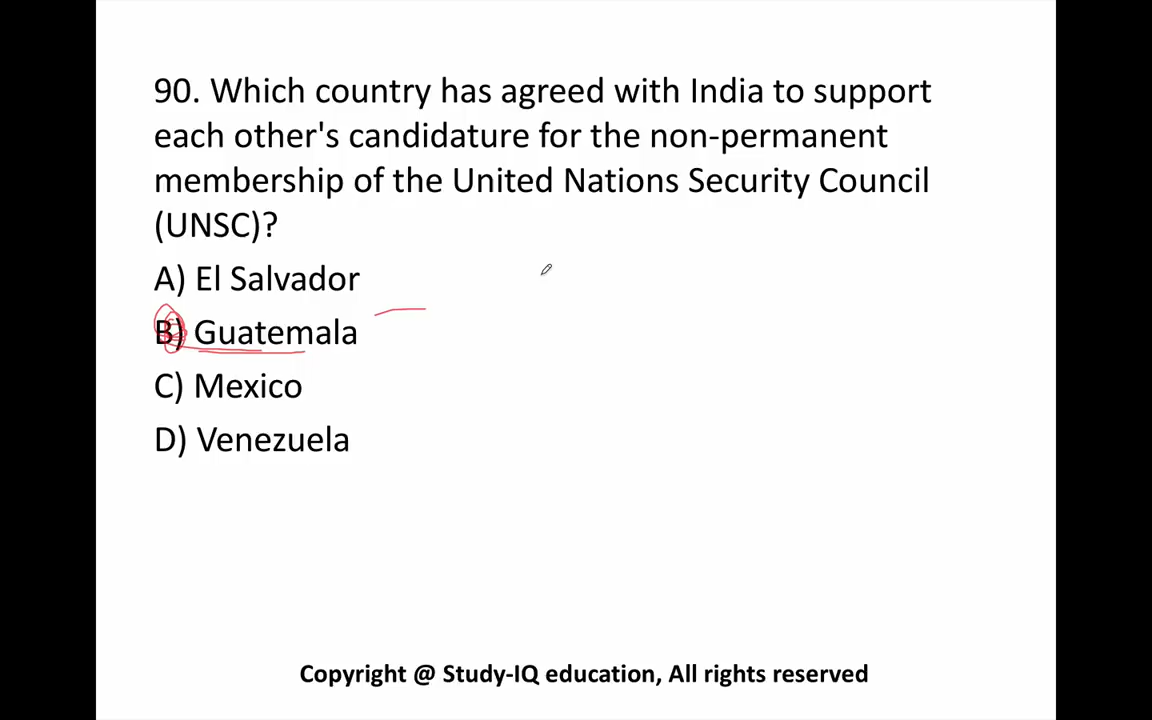 90. Which country has agreed with India to support
each other's candidature for the non-permanent
membership of the United Nations Security Council
(UNSC)?
A) El Salvador
B) Guatemala
C) Mexico
D) Venezuela
Copyright @ Study-IQ education, All rights reserved